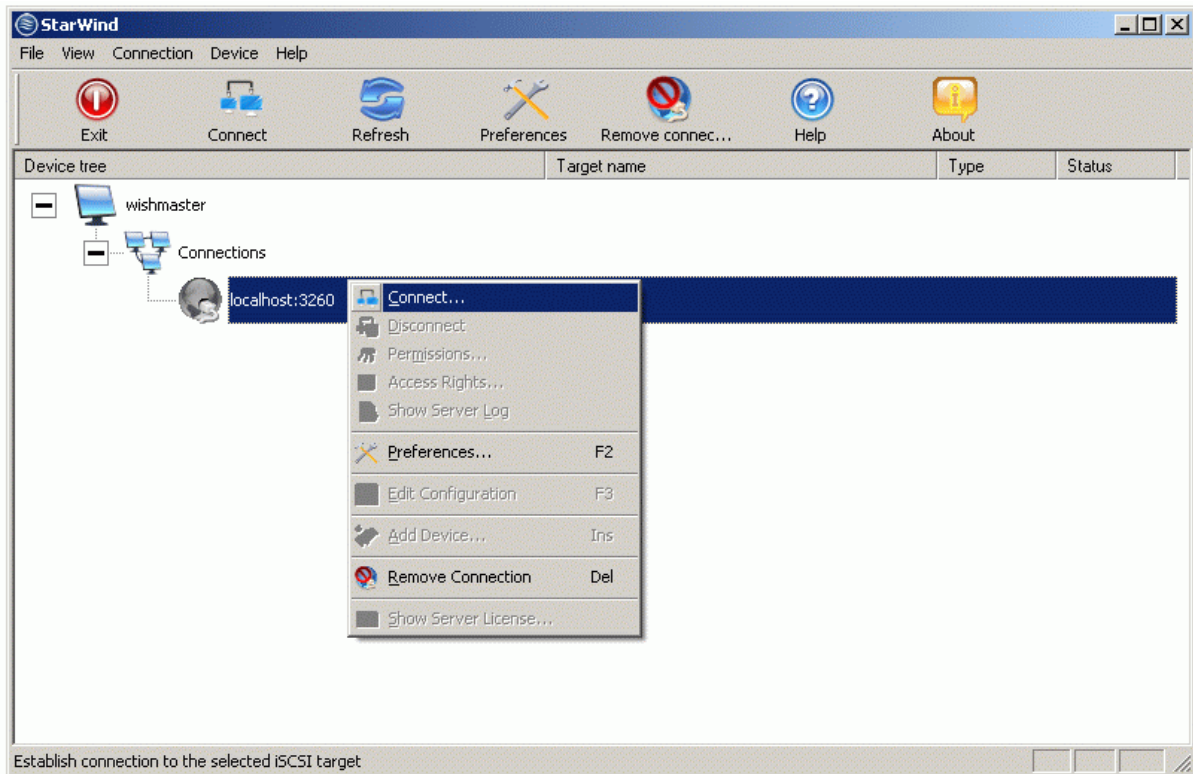 StarWind
File View Connection Device Help
Exit Connect Refresh Preferences Remove connec... Help About
Device tree Target name Type Status
wishmaster
Connections
localhost:3260
Connect...
Disconnect
Permissions...
Access Rights...
Show Server Log
Preferences... F2
Edit Configuration F3
Add Device... Ins
Remove Connection Del
Show Server License...
Establish connection to the selected iSCSI target